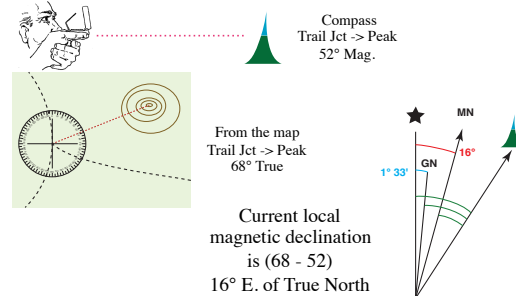 Compass
Trail Jct -> Peak
52° Mag.
From the map
Trail Jct -> Peak
68° True
MN
16°
GN
1° 33'
Current local
magnetic declination
is (68 - 52)
16° E. of True North